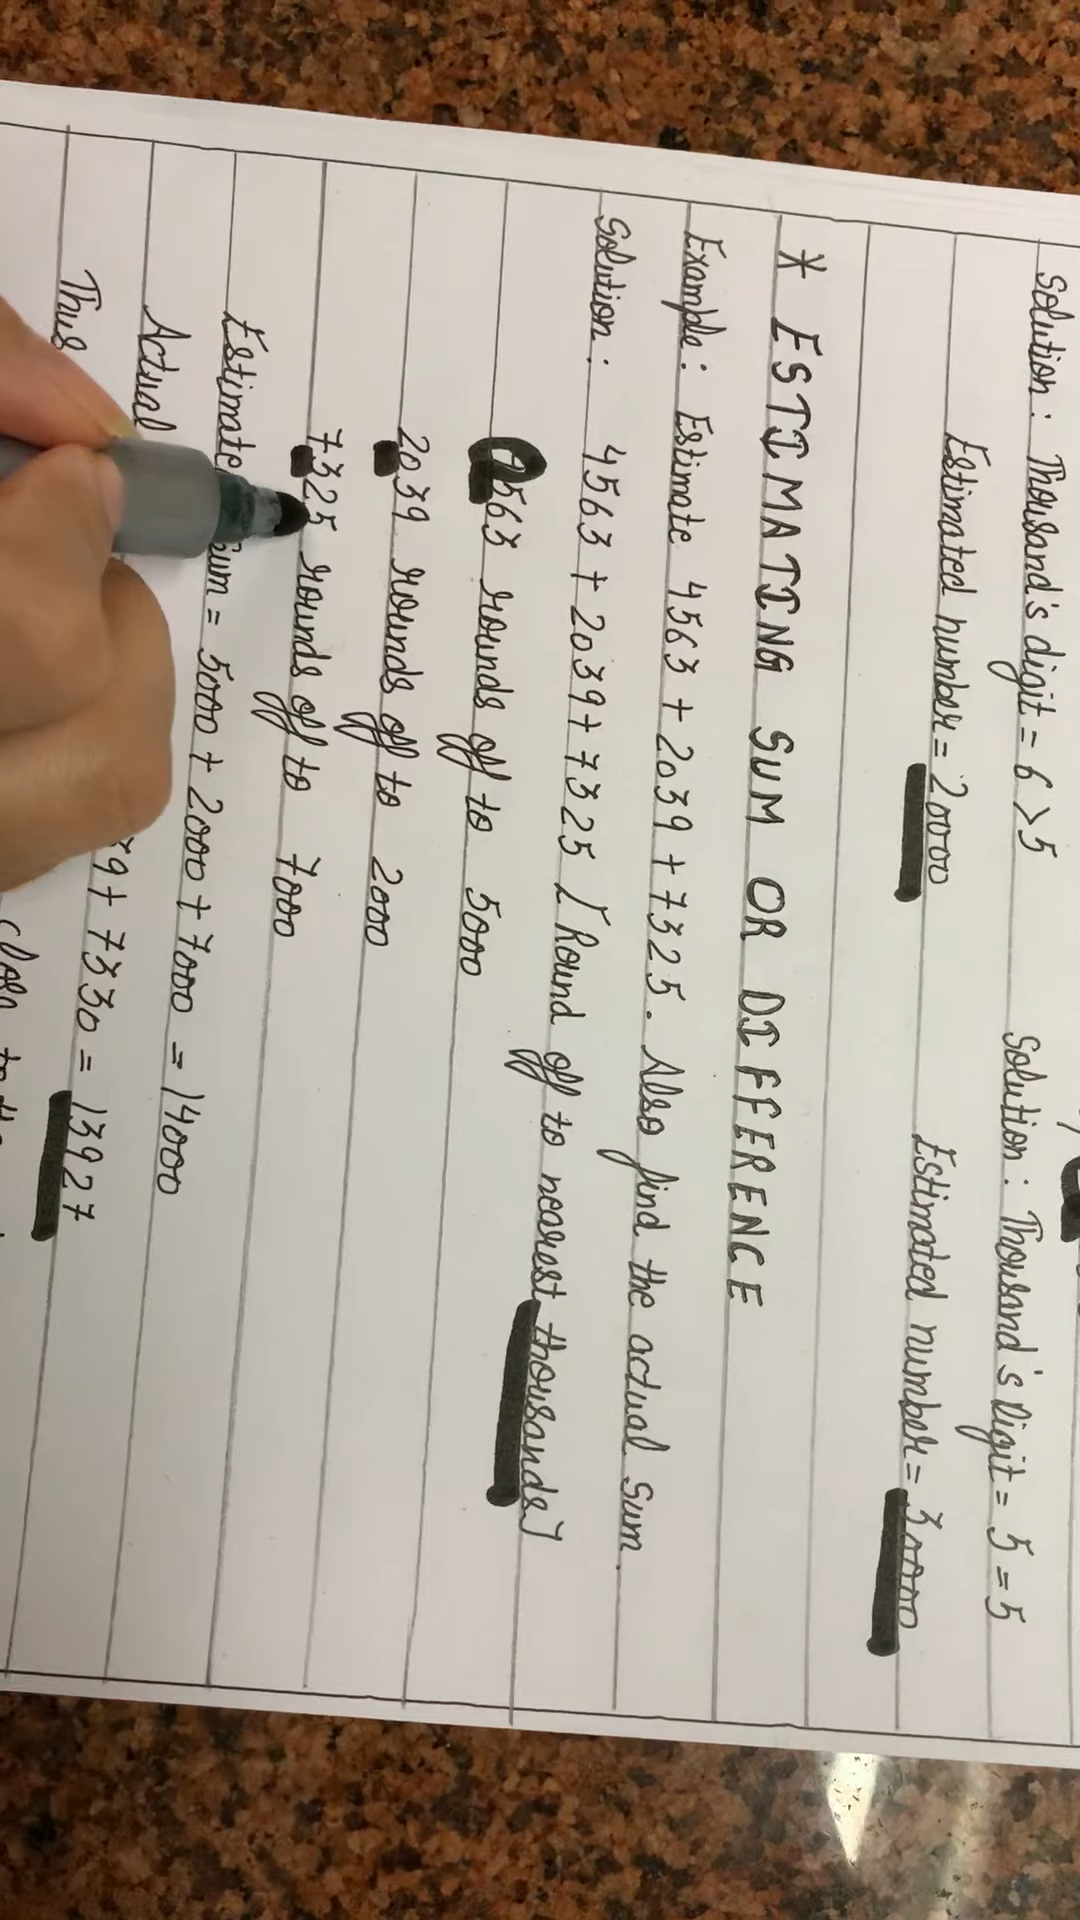 Solution: Thousand's digit = 6 > 5
Estimated number = 20000
Solution: Thousand's Digit = 5 = 5
Estimated number = 30000
* ESTIMATING SUM OR DIFFERENCE
Example: Estimate 4563 + 2039 + 7325. Also find the actual sum.
Solution: 4563 + 2039 + 7325 [Round off to nearest thousands]
563 rounds off to 5000
2039 rounds off to 2000
7325 rounds off to 7000
Estimate sum = 5000 + 2000 + 7000 = 14000
Actual 39 + 7330 = 13927
Thus